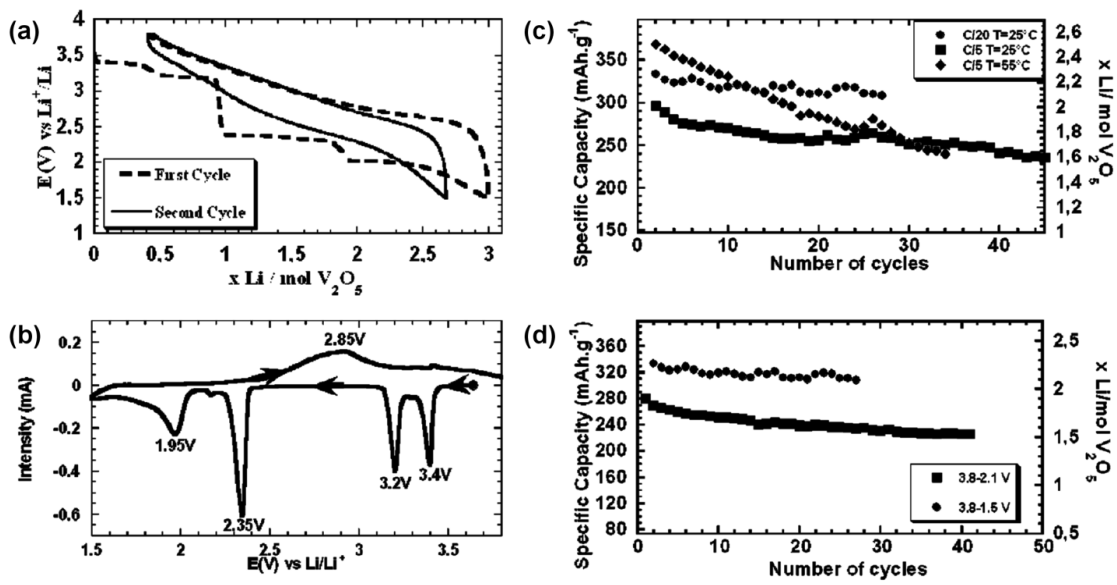 (a)
4
3.5
3
2.5
2
1.5
1
E(V) vs Li+/Li
First Cycle
Second Cycle
0 0.5 1 1.5 2 2.5 3
x Li / mol V2O5
(b)
0.2
0
-0.2
-0.4
-0.6
Intensity (mA)
2.85V
1.95V
2.35V
3.2V
3.4V
1.5 2 2.5 3 3.5
E(V) vs Li/Li+
(c)
400
350
300
250
200
150
Specific Capacity (mAh.g-1)
C/20 T=25°C
C/5 T=25°C
C/5 T=55°C
2,6
2,4
2,2
2
1,8
1,6
1,4
1,2
1
x Li/ mol V2O5
0 10 20 30 40
Number of cycles
(d)
360
320
280
240
200
160
120
80
Specific Capacity (mAh.g-1)
3.8-2.1 V
3.8-1.5 V
2,5
2
1,5
1
0,5
x Li/mol V2O5
0 10 20 30 40 50
Number of cycles